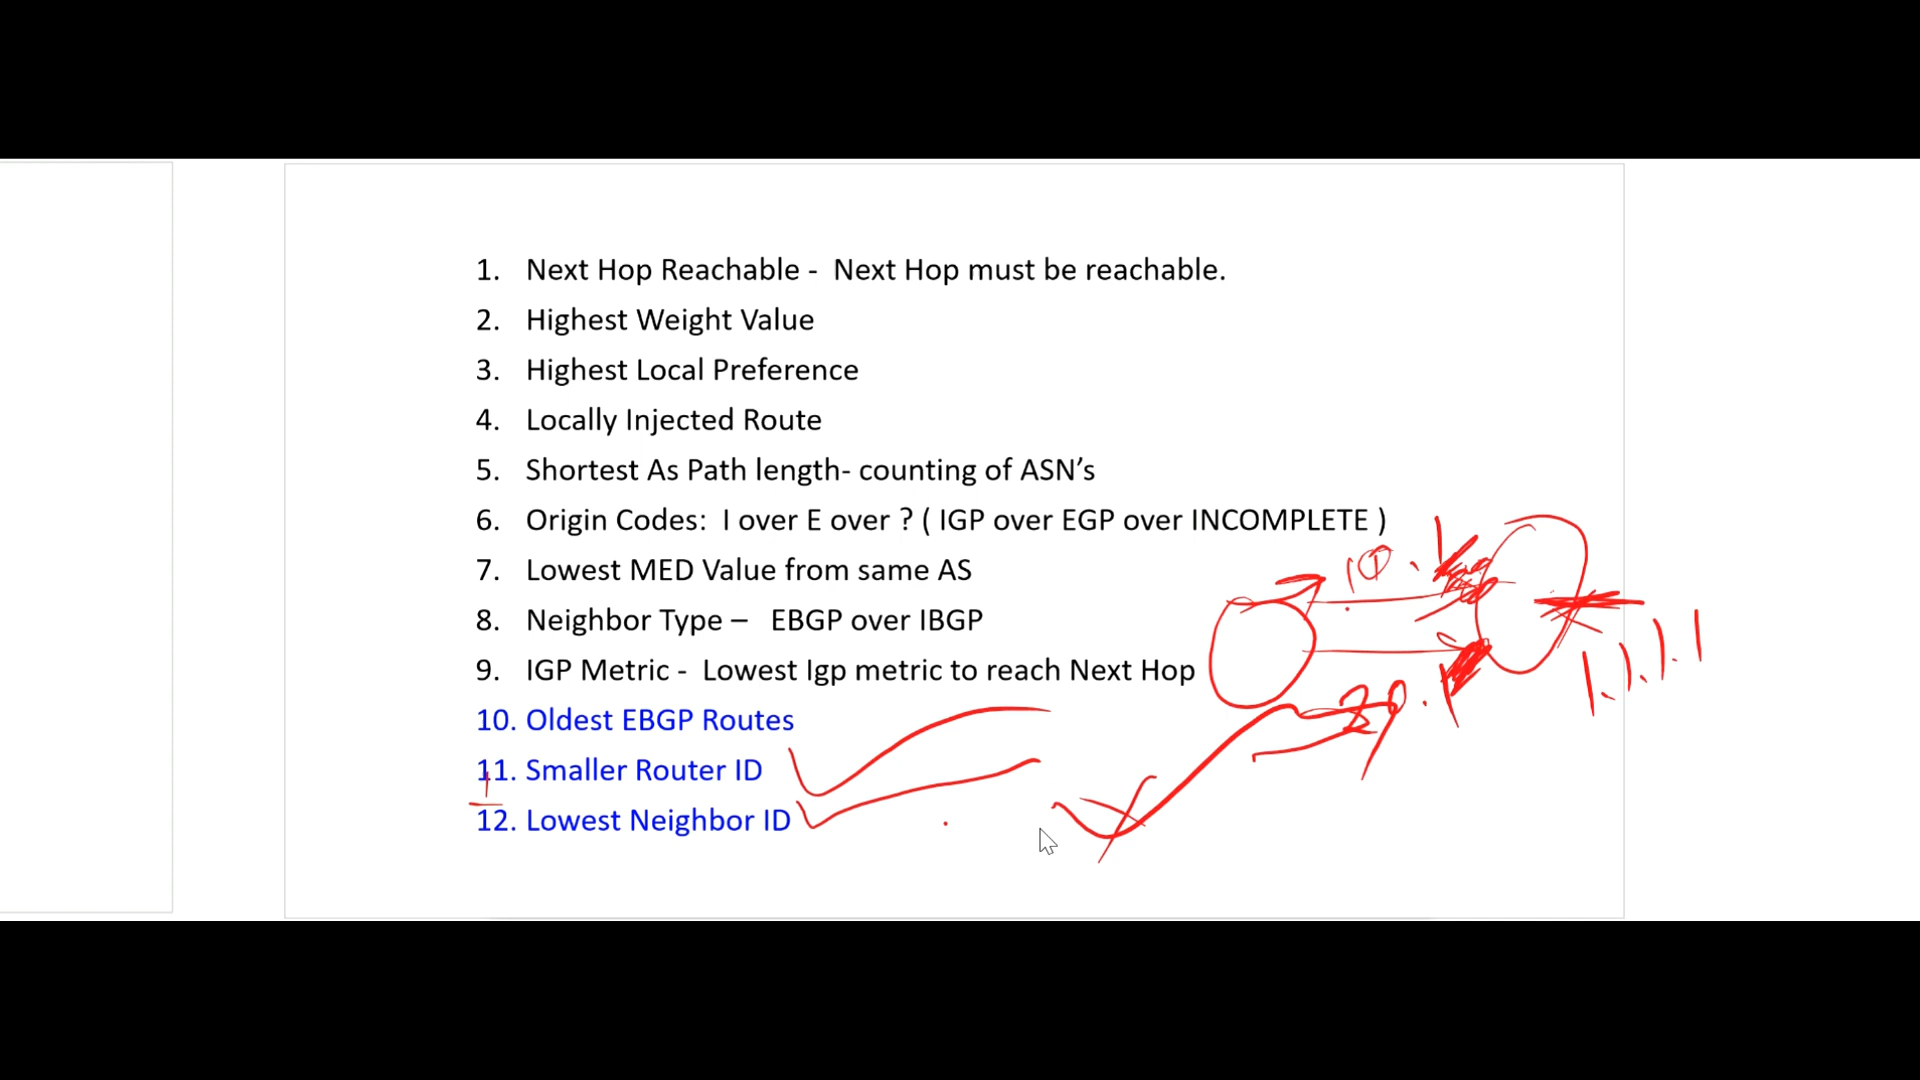 1. Next Hop Reachable - Next Hop must be reachable.
2. Highest Weight Value
3. Highest Local Preference
4. Locally Injected Route
5. Shortest As Path length- counting of ASN’s
6. Origin Codes: I over E over ? ( IGP over EGP over INCOMPLETE )
7. Lowest MED Value from same AS
8. Neighbor Type – EBGP over IBGP
9. IGP Metric - Lowest Igp metric to reach Next Hop
10. Oldest EBGP Routes
11. Smaller Router ID
12. Lowest Neighbor ID
10.1
1.1.1.1
20.1